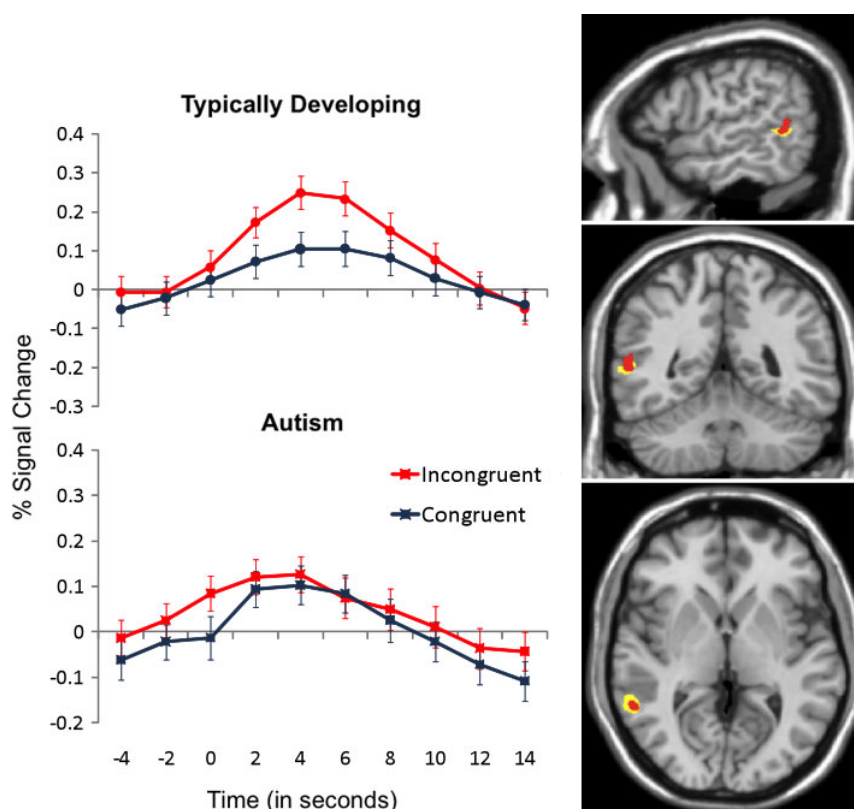 Typically Developing
0.4
0.3
0.2
0.1
0
-0.1
-0.2
-0.3
% Signal Change
Autism
Incongruent
Congruent
0.4
0.3
0.2
0.1
0
-0.1
-0.2
-4 -2 0 2 4 6 8 10 12 14
Time (in seconds)